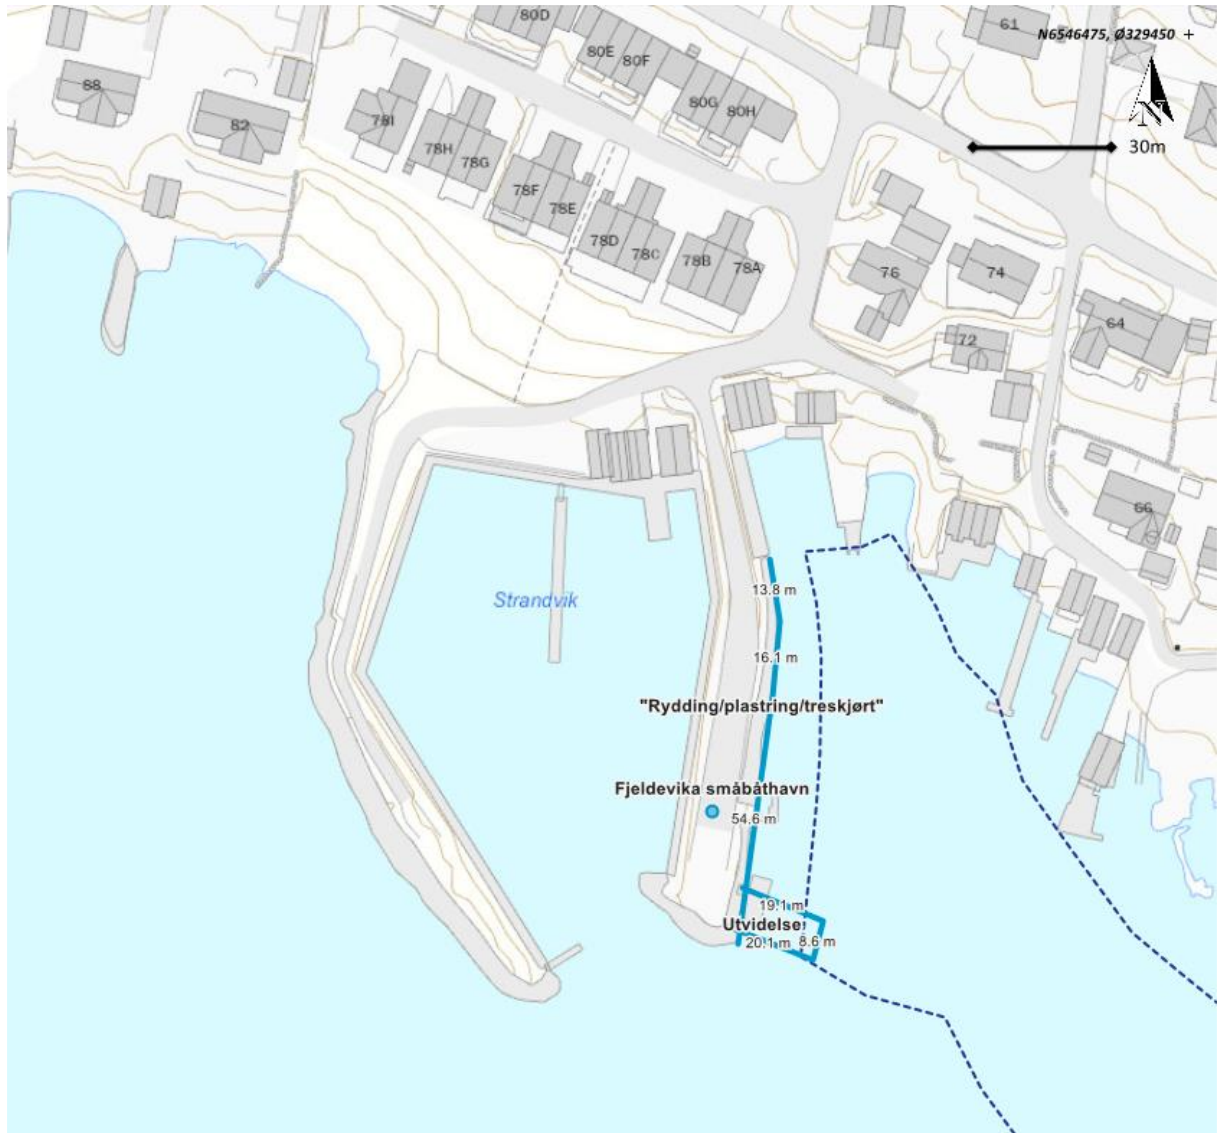 80D
61
N6546475, Ø329450 +
80E
80F
88
80G
80H
N
30m
82
78I
78H
78G
78F
78E
78D
78C
78B
78A
76
74
64
72
66
13.8 m
Strandvik
16.1 m
"Rydding/plastring/treskjørt"
Fjeldevika småbåthavn
54.6 m
19.1 m
Utvidelse
20.1 m
8.6 m